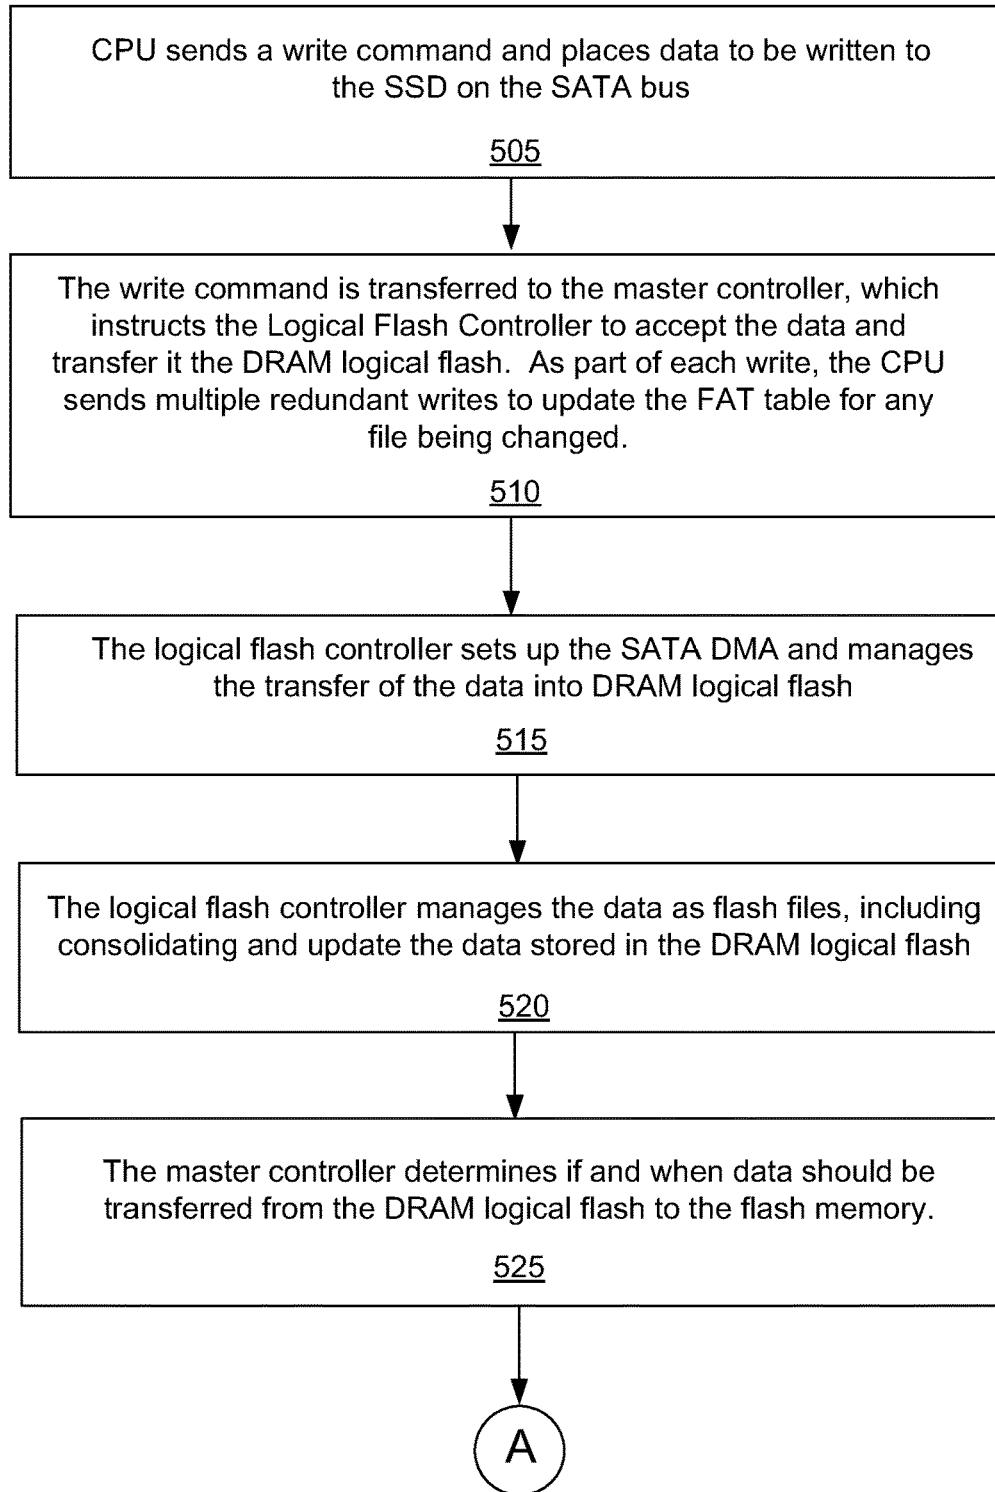 CPU sends a write command and places data to be written to
the SSD on the SATA bus
505
The write command is transferred to the master controller, which
instructs the Logical Flash Controller to accept the data and
transfer it the DRAM logical flash.  As part of each write, the CPU
sends multiple redundant writes to update the FAT table for any
file being changed.
510
The logical flash controller sets up the SATA DMA and manages
the transfer of the data into DRAM logical flash
515
The logical flash controller manages the data as flash files, including
consolidating and update the data stored in the DRAM logical flash
520
The master controller determines if and when data should be
transferred from the DRAM logical flash to the flash memory.
525
A